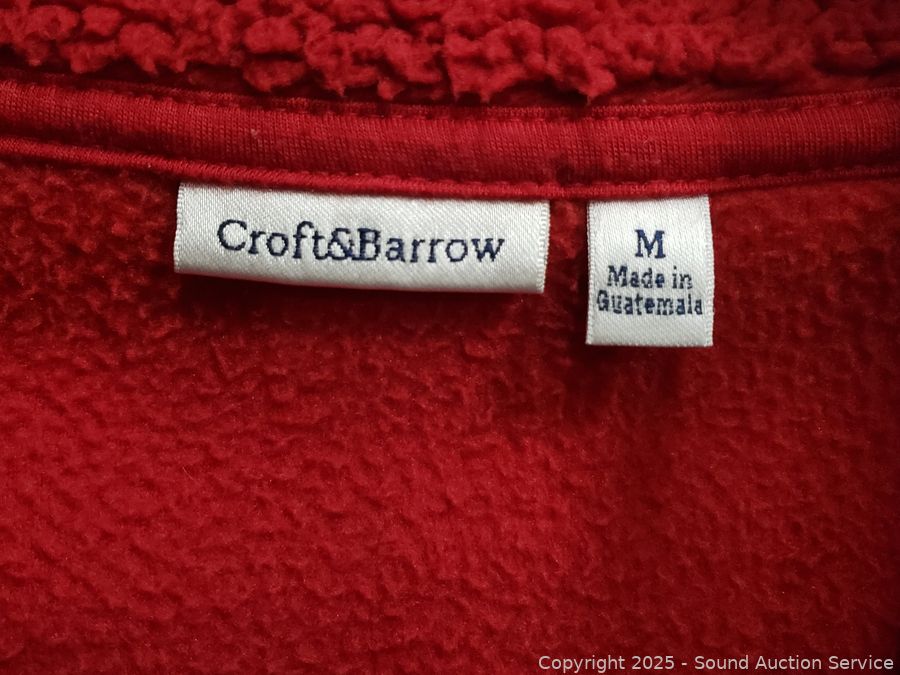 Croft&Barrow
M
Made in
Guatemala
Copyright 2025 - Sound Auction Service